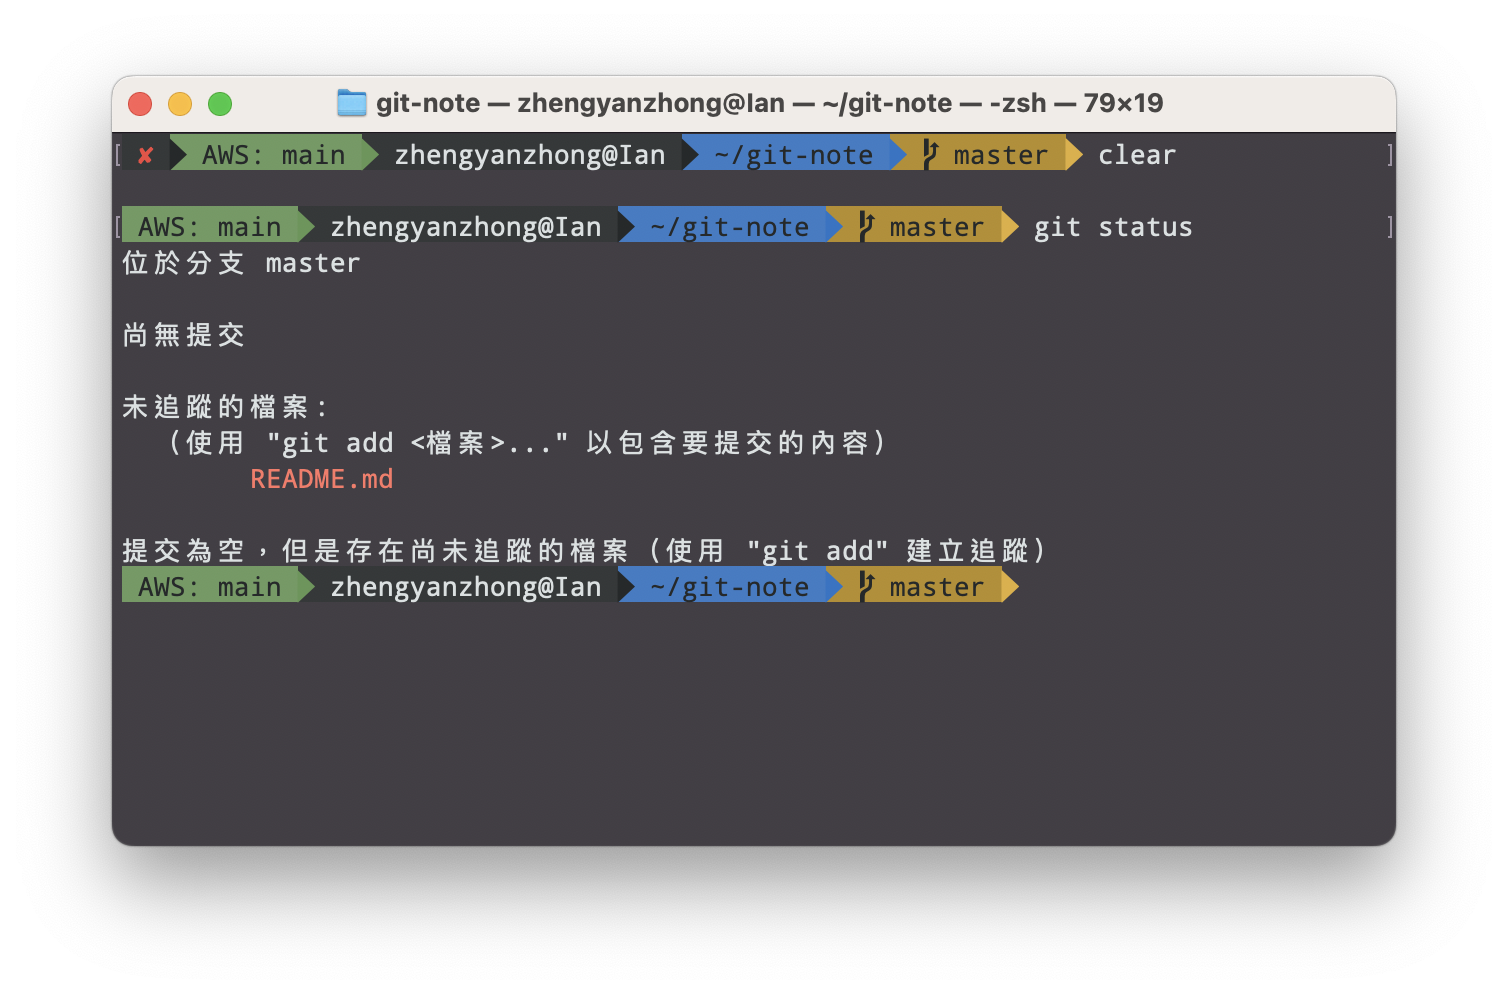 git-note — zhengyanzhong@Ian — ~/git-note — -zsh — 79×19
[ ✘ AWS: main zhengyanzhong@Ian ~/git-note master clear ]
[ AWS: main zhengyanzhong@Ian ~/git-note master git status ]
位於分支 master
尚無提交
未追蹤的檔案:
(使用 "git add <檔案>..." 以包含要提交的內容)
README.md
提交為空，但是存在尚未追蹤的檔案 (使用 "git add" 建立追蹤)
AWS: main zhengyanzhong@Ian ~/git-note master